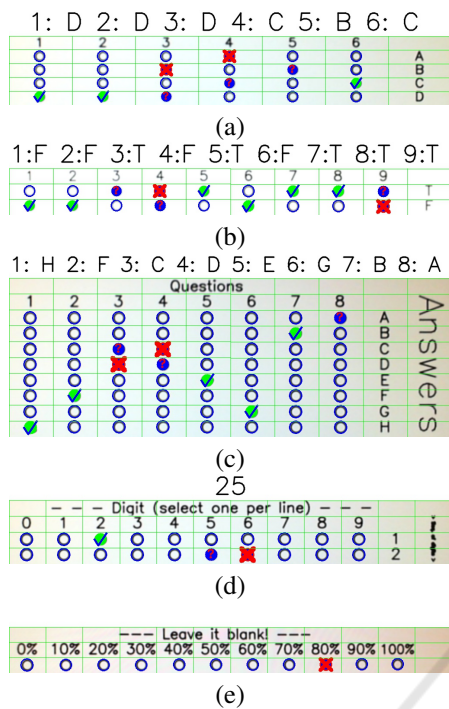 1: D 2: D 3: D 4: C 5: B 6: C
1 2 3 4 5 6
A
B
C
D
(a)
1:F 2:F 3:T 4:F 5:T 6:F 7:T 8:T 9:T
1 2 3 4 5 6 7 8 9
T
F
(b)
1: H 2: F 3: C 4: D 5: E 6: G 7: B 8: A
Questions
1 2 3 4 5 6 7 8
A
B
C
D
E
F
G
H
Answers
(c)
25
--- Digit (select one per line) ---
0 1 2 3 4 5 6 7 8 9
1
2
(d)
--- Leave it blank! ---
0% 10% 20% 30% 40% 50% 60% 70% 80% 90% 100%
(e)